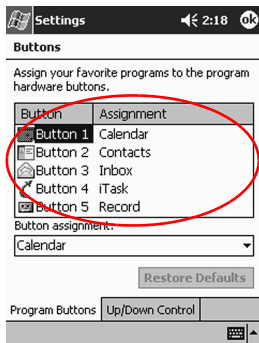 Settings 2:18 ok
Buttons
Assign your favorite programs to the program
hardware buttons.
Button Assignment
Button 1 Calendar
Button 2 Contacts
Button 3 Inbox
Button 4 iTask
Button 5 Record
Button assignment:
Calendar
Restore Defaults
Program Buttons Up/Down Control